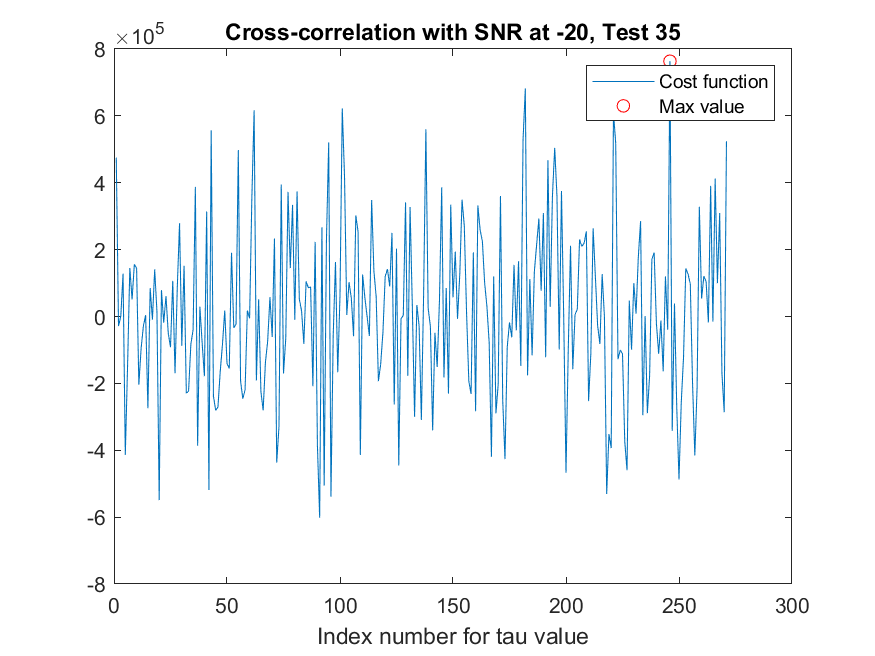 Cross-correlation with SNR at -20, Test 35
×10^5
8
6
4
2
0
-2
-4
-6
-8
Cost function
Max value
0 50 100 150 200 250 300
Index number for tau value